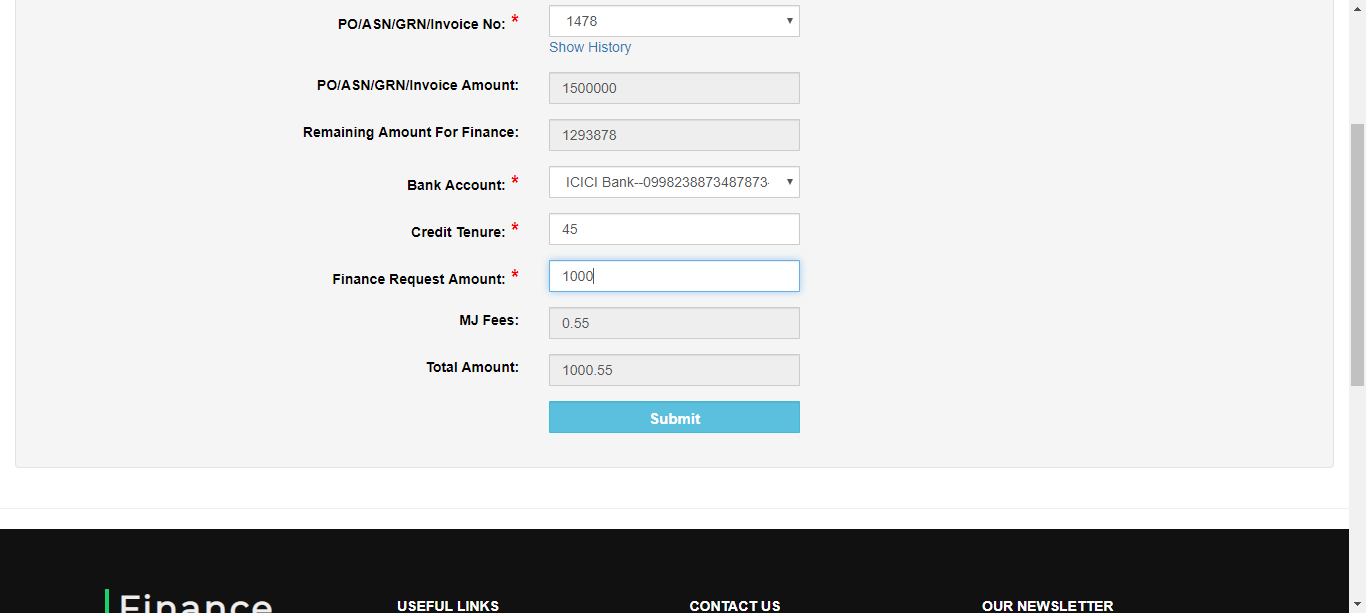 PO/ASN/GRN/Invoice No: * 1478
Show History
PO/ASN/GRN/Invoice Amount: 1500000
Remaining Amount For Finance: 1293878
Bank Account: * ICICI Bank--0998238873487873-
Credit Tenure: * 45
Finance Request Amount: * 1000
MJ Fees: 0.55
Total Amount: 1000.55
Submit
Finance USEFUL LINKS CONTACT US OUR NEWSLETTER